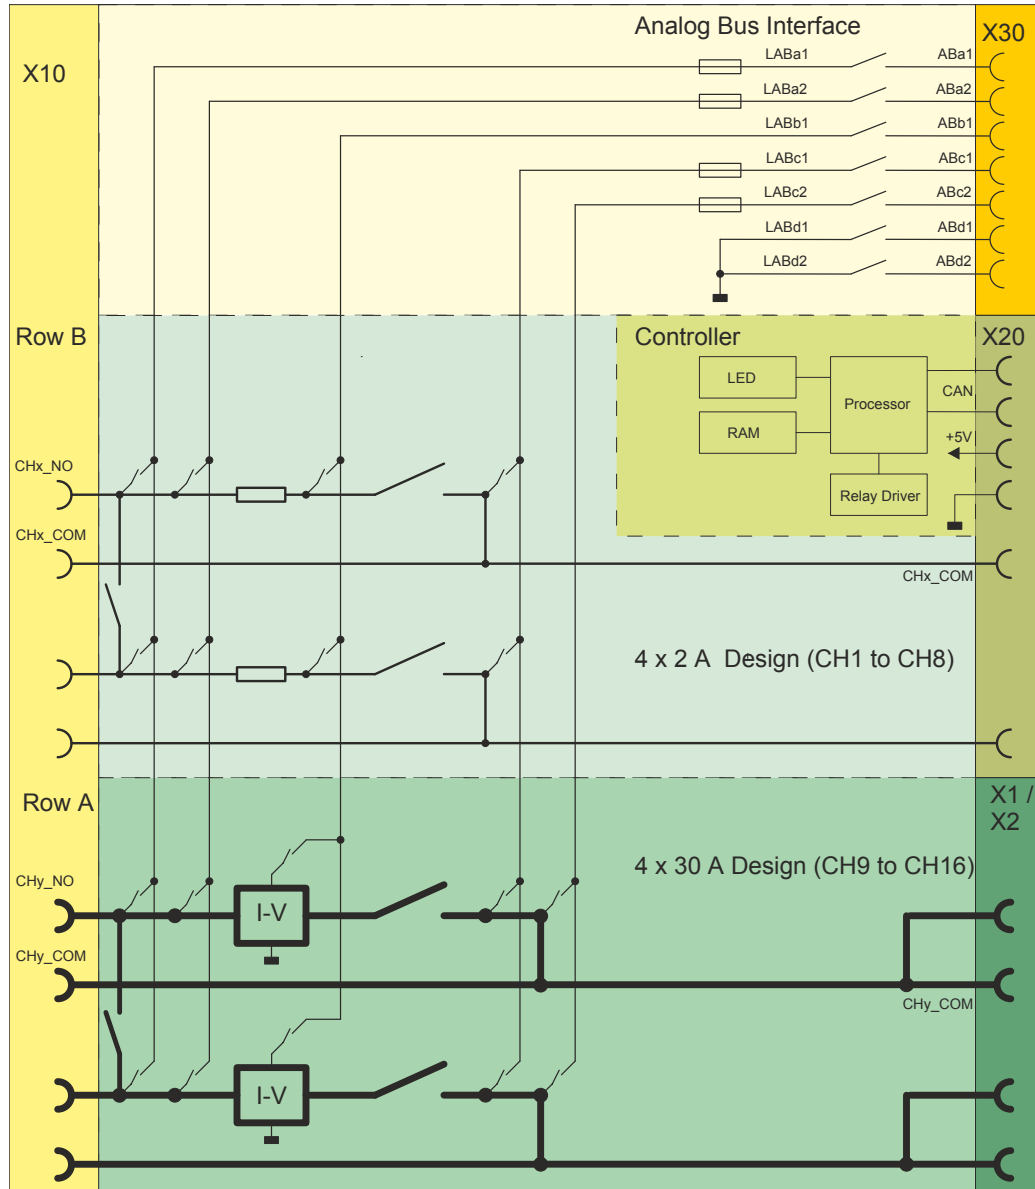 Analog Bus Interface
X30
X10
LABa1
ABa1
LABa2
ABa2
LABb1
ABb1
LABc1
ABc1
LABc2
ABc2
LABd1
ABd1
LABd2
ABd2
Row B
Controller
X20
LED
Processor
CAN
RAM
+5V
Relay Driver
CHx_NO
CHx_COM
CHx_COM
4 x 2 A Design (CH1 to CH8)
Row A
X1 /
X2
4 x 30 A Design (CH9 to CH16)
CHy_NO
I-V
CHy_COM
CHy_COM
I-V